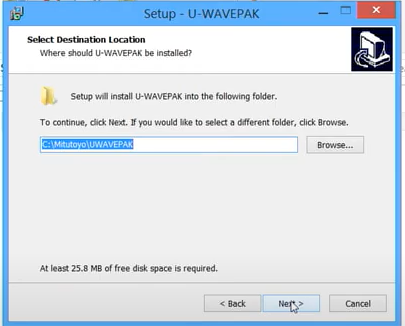 Setup - U-WAVEPAK
Select Destination Location
Where should U-WAVEPAK be installed?
Setup will install U-WAVEPAK into the following folder.
To continue, click Next. If you would like to select a different folder, click Browse.
C:\Mitutoyo\UWAVEPAK
Browse...
At least 25.8 MB of free disk space is required.
< Back
Next >
Cancel